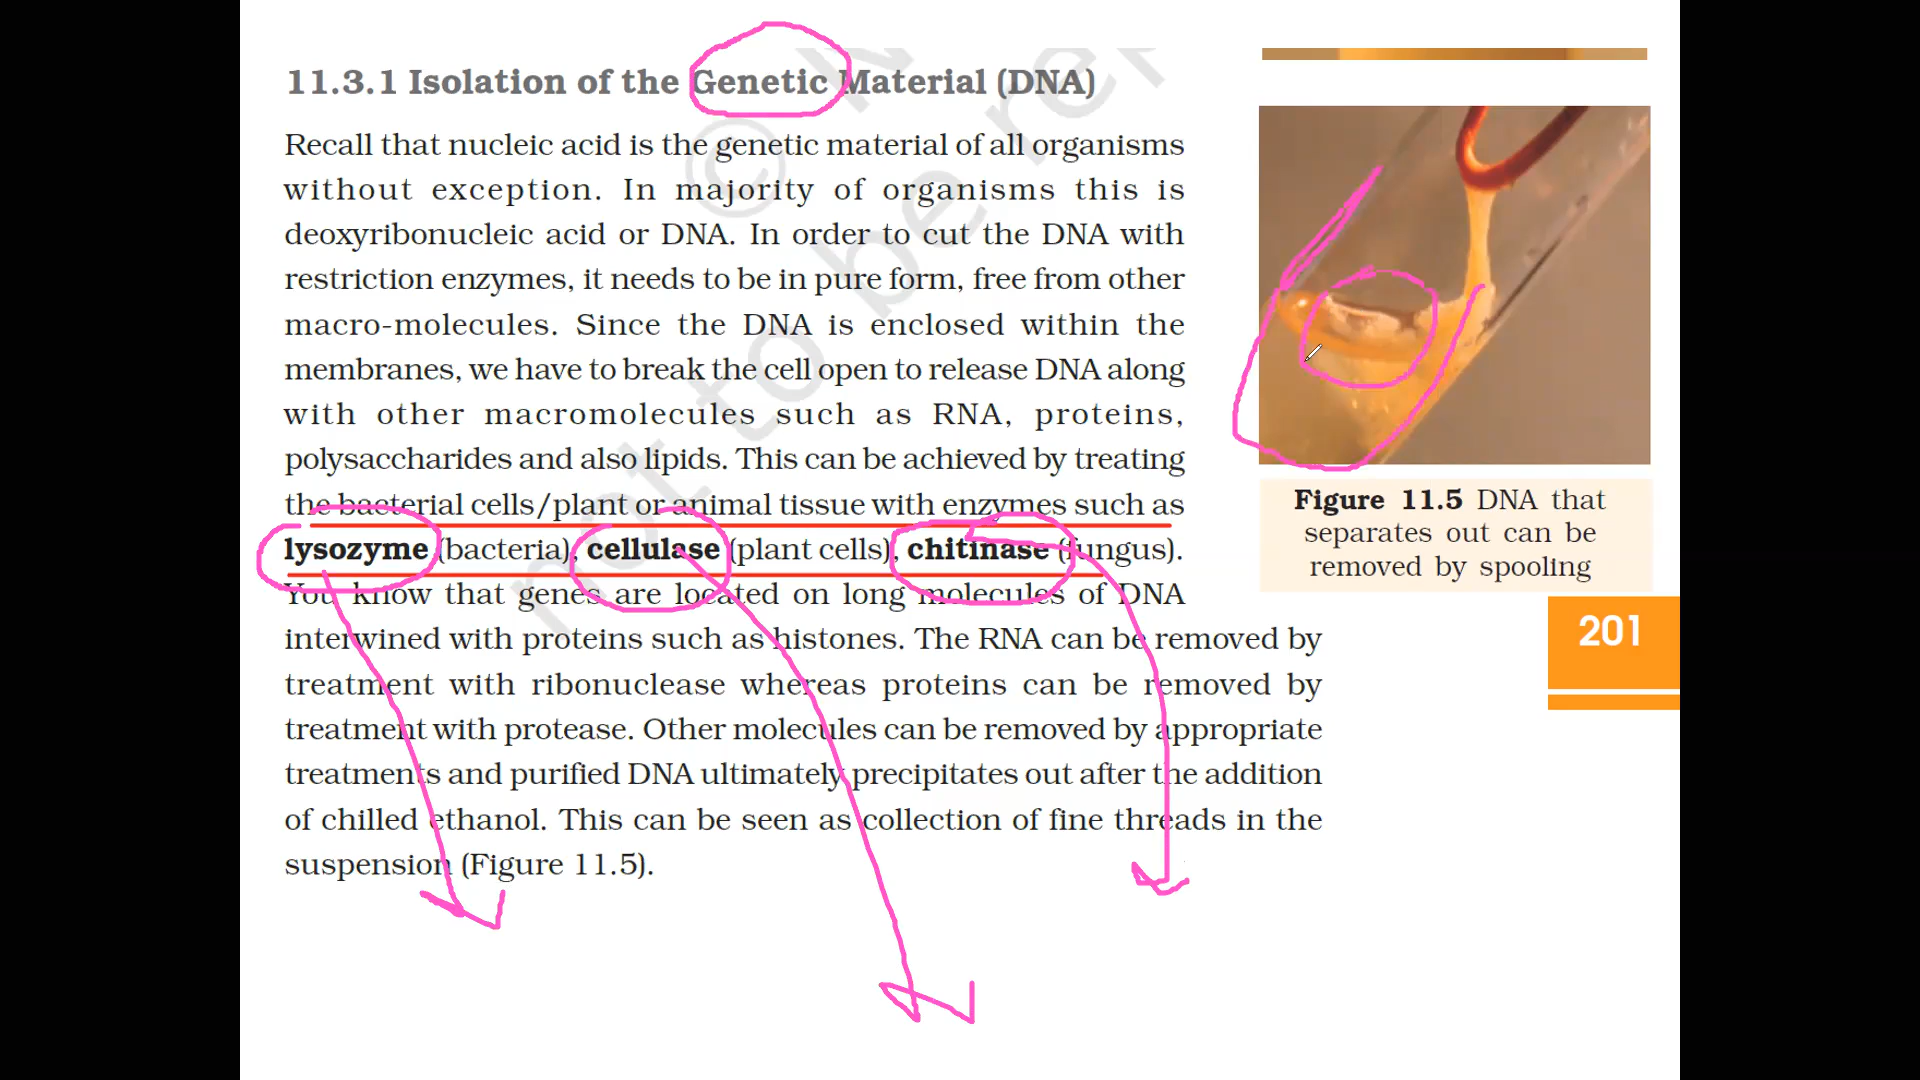 11.3.1 Isolation of the Genetic Material (DNA)
Recall that nucleic acid is the genetic material of all organisms
without exception. In majority of organisms this is
deoxyribonucleic acid or DNA. In order to cut the DNA with
restriction enzymes, it needs to be in pure form, free from other
macro-molecules. Since the DNA is enclosed within the
membranes, we have to break the cell open to release DNA along
with other macromolecules such as RNA, proteins,
polysaccharides and also lipids. This can be achieved by treating
the bacterial cells/plant or animal tissue with enzymes such as
lysozyme (bacteria), cellulase (plant cells), chitinase (fungus).
You know that genes are located on long molecules of DNA
interwined with proteins such as histones. The RNA can be removed by
treatment with ribonuclease whereas proteins can be removed by
treatment with protease. Other molecules can be removed by appropriate
treatments and purified DNA ultimately precipitates out after the addition
of chilled ethanol. This can be seen as collection of fine threads in the
suspension (Figure 11.5).
Figure 11.5 DNA that
separates out can be
removed by spooling
201
© N
not to be rep